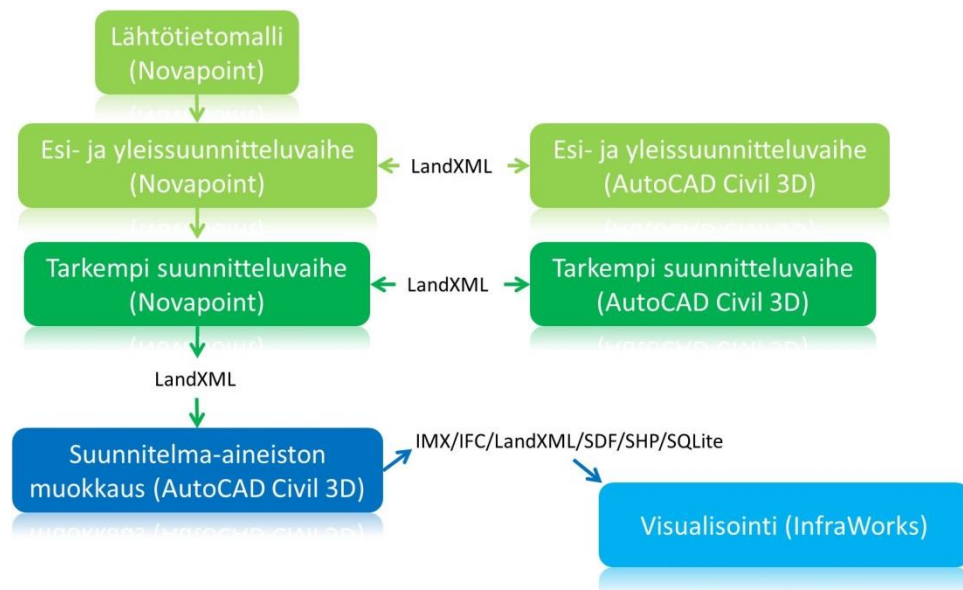 Lähtötietomalli
(Novapoint)
Esi- ja yleissuunnitteluvaihe
(Novapoint)
LandXML
Esi- ja yleissuunnitteluvaihe
(AutoCAD Civil 3D)
Tarkempi suunnitteluvaihe
(Novapoint)
LandXML
Tarkempi suunnitteluvaihe
(AutoCAD Civil 3D)
LandXML
Suunnitelma-aineiston
muokkaus (AutoCAD Civil 3D)
IMX/IFC/LandXML/SDF/SHP/SQLite
Visualisointi (InfraWorks)